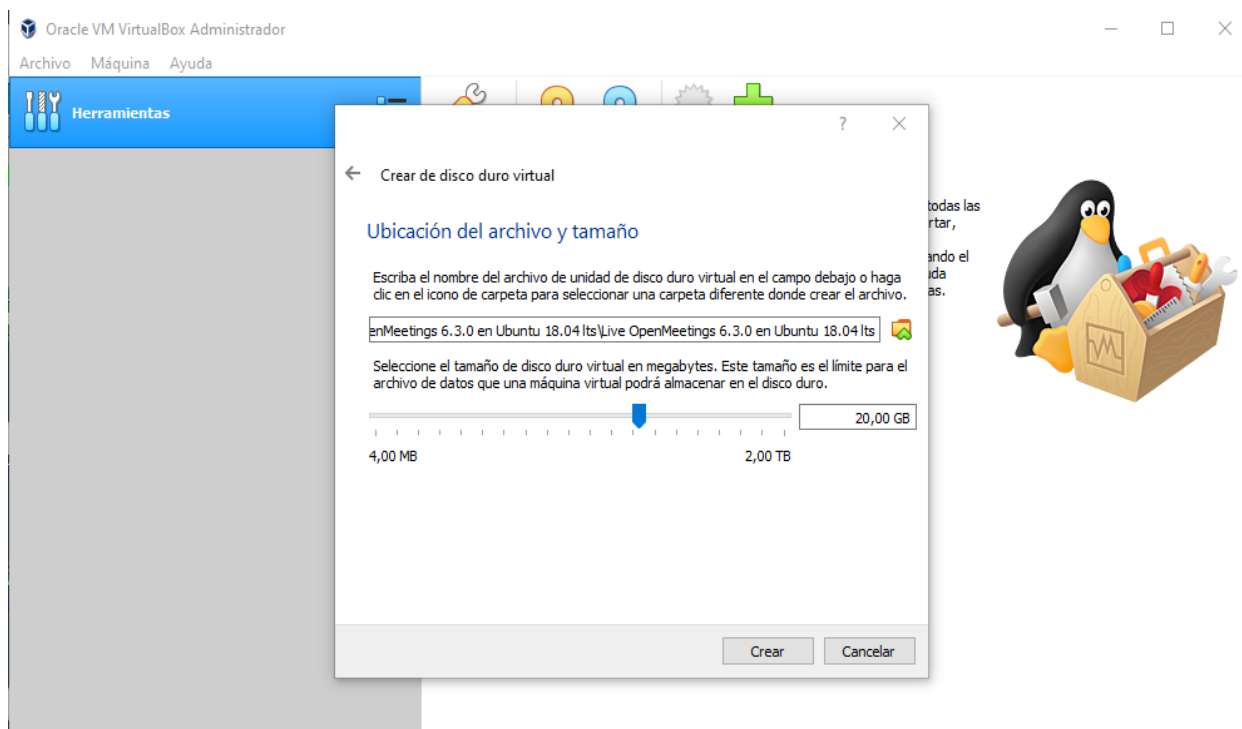 Oracle VM VirtualBox Administrador
Archivo Máquina Ayuda
Herramientas
?
Crear de disco duro virtual
Ubicación del archivo y tamaño
Escriba el nombre del archivo de unidad de disco duro virtual en el campo debajo o haga
clic en el icono de carpeta para seleccionar una carpeta diferente donde crear el archivo.
enMeetings 6.3.0 en Ubuntu 18.04 lts\Live OpenMeetings 6.3.0 en Ubuntu 18.04 lts
Seleccione el tamaño de disco duro virtual en megabytes. Este tamaño es el límite para el
archivo de datos que una máquina virtual podrá almacenar en el disco duro.
20,00 GB
4,00 MB 2,00 TB
Crear Cancelar
todas las
rtar,
ando el
uda
as.